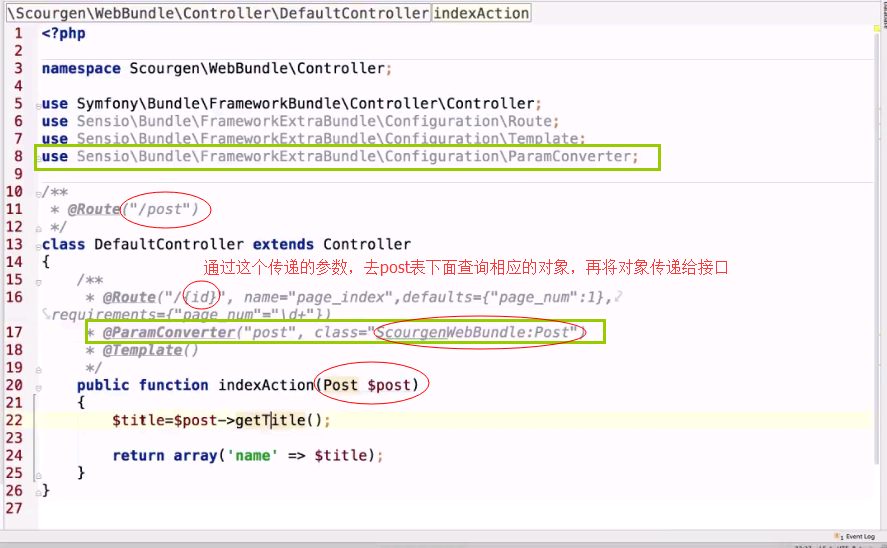 \Scourgen\WebBundle\Controller\DefaultController indexAction
1 <?php
2
3 namespace Scourgen\WebBundle\Controller;
4
5 use Symfony\Bundle\FrameworkBundle\Controller\Controller;
6 use Sensio\Bundle\FrameworkExtraBundle\Configuration\Route;
7 use Sensio\Bundle\FrameworkExtraBundle\Configuration\Template;
8 use Sensio\Bundle\FrameworkExtraBundle\Configuration\ParamConverter;
9
10 /**
11 * @Route("/post")
12 */
13 class DefaultController extends Controller
14 {
通过这个传递的参数，去post表下面查询相应的对象，再将对象传递给接口
15 /**
16 * @Route("/{id}", name="page_index",defaults={"page_num":1},
requirements={"page_num"="\d+"})
17 * @ParamConverter("post", class="ScourgenWebBundle:Post")
18 * @Template()
19 */
20 public function indexAction(Post $post)
21 {
22 $title=$post->getTitle();
23
24 return array('name' => $title);
25 }
26 }
27
Event Log